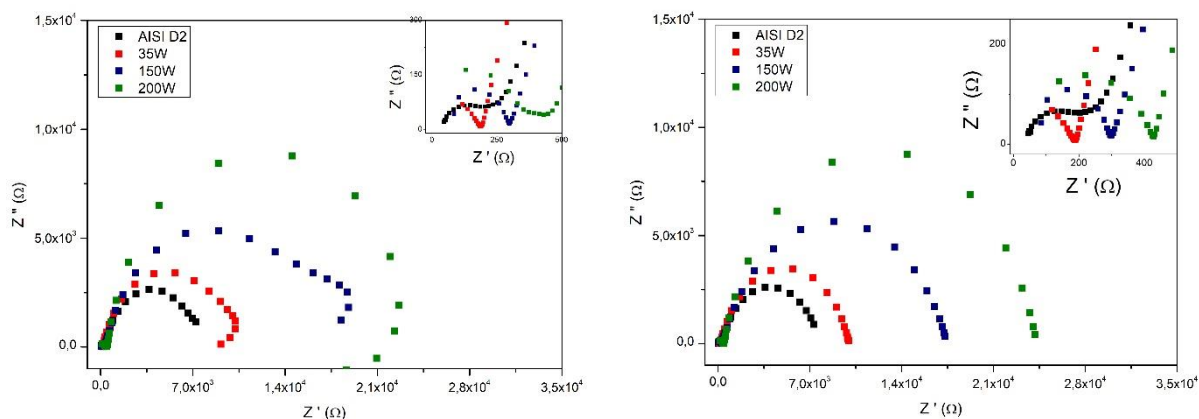 1,5x10⁴
1,0x10⁴
5,0x10³
0,0
Z" (Ω)
AISI D2
35W
150W
200W
300
150
0
0
250
500
Z" (Ω)
Z' (Ω)
0,0
7,0x10³
1,4x10⁴
2,1x10⁴
2,8x10⁴
3,5x10⁴
Z' (Ω)
1,5x10⁴
1,0x10⁴
5,0x10³
0,0
Z" (Ω)
AISI D2
35W
150W
200W
200
0
0
100
200
300
400
Z" (Ω)
Z' (Ω)
0,0
7,0x10³
1,4x10⁴
2,1x10⁴
2,8x10⁴
3,5x10⁴
Z' (Ω)